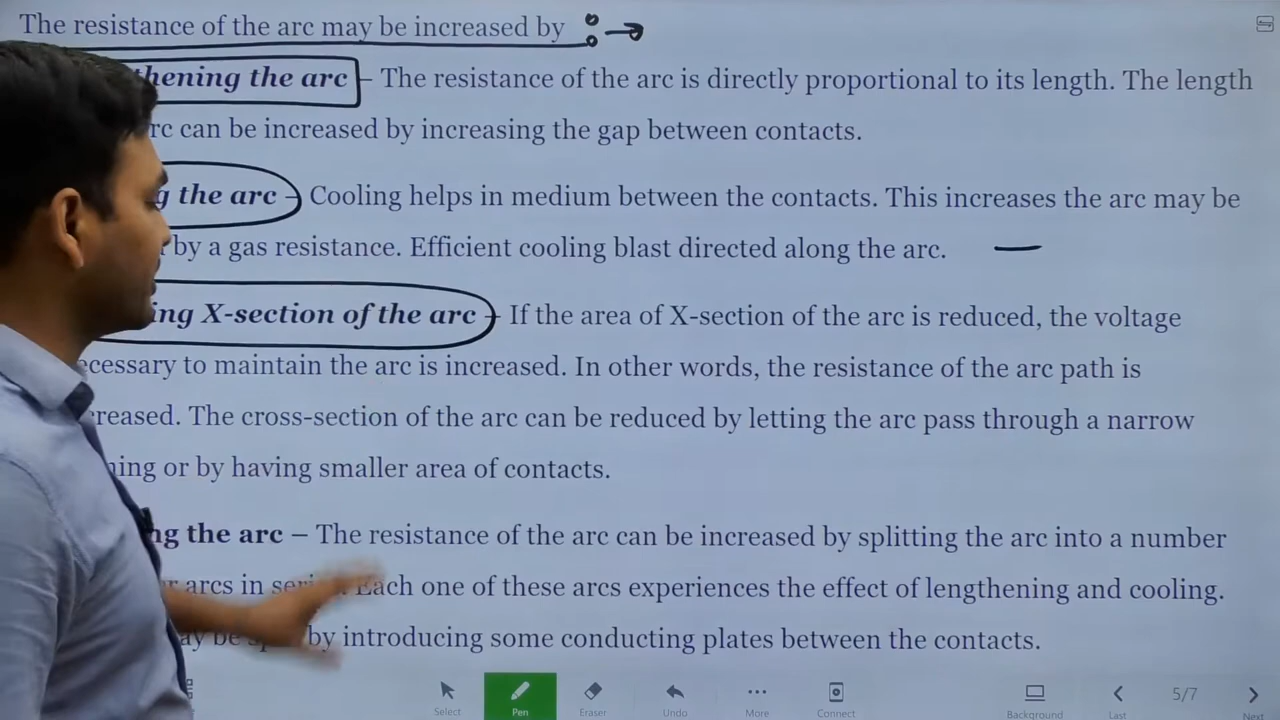 The resistance of the arc may be increased by :
the arc – The resistance of the arc is directly proportional to its length. The length
can be increased by increasing the gap between contacts.
the arc – Cooling helps in medium between the contacts. This increases the arc may be
by a gas resistance. Efficient cooling blast directed along the arc.
X-section of the arc – If the area of X-section of the arc is reduced, the voltage
to maintain the arc is increased. In other words, the resistance of the arc path is
The cross-section of the arc can be reduced by letting the arc pass through a narrow
or by having smaller area of contacts.
the arc – The resistance of the arc can be increased by splitting the arc into a number
arcs in Each one of these arcs experiences the effect of lengthening and cooling.
be by introducing some conducting plates between the contacts.
Select Pen Eraser Undo More Connect Background Last 5/7 Next